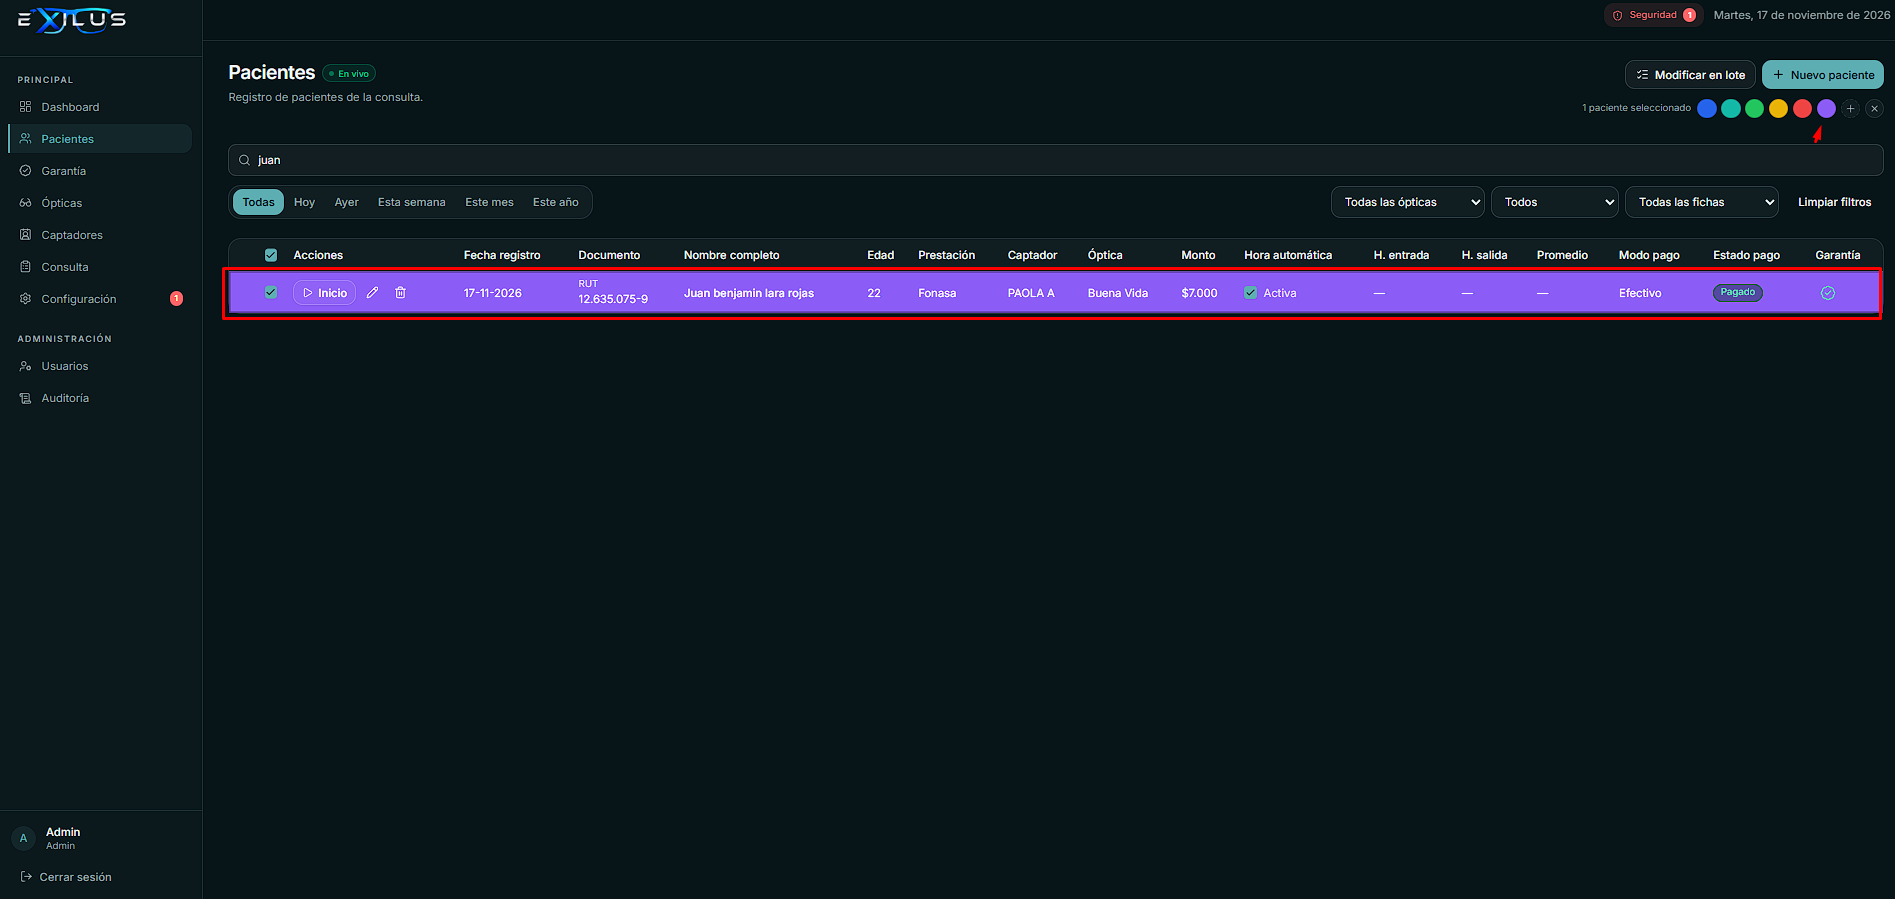 EXILUS
Seguridad 1 Martes, 17 de noviembre de 2026
PRINCIPAL
Dashboard
Pacientes
Garantía
Ópticas
Captadores
Consulta
Configuración 1
ADMINISTRACIÓN
Usuarios
Auditoría
Admin
A
Admin
Cerrar sesión
Pacientes En vivo
Registro de pacientes de la consulta.
Modificar en lote + Nuevo paciente
1 paciente seleccionado
juan
Todas Hoy Ayer Esta semana Este mes Este año Todas las ópticas Todos Todas las fichas Limpiar filtros
Acciones Fecha registro Documento Nombre completo Edad Prestación Captador Óptica Monto Hora automática H. entrada H. salida Promedio Modo pago Estado pago Garantía
RUT
Inicio 17-11-2026 12.635.075-9 Juan benjamin lara rojas 22 Fonasa PAOLA A Buena Vida $7.000 Activa — — — Efectivo Pagado